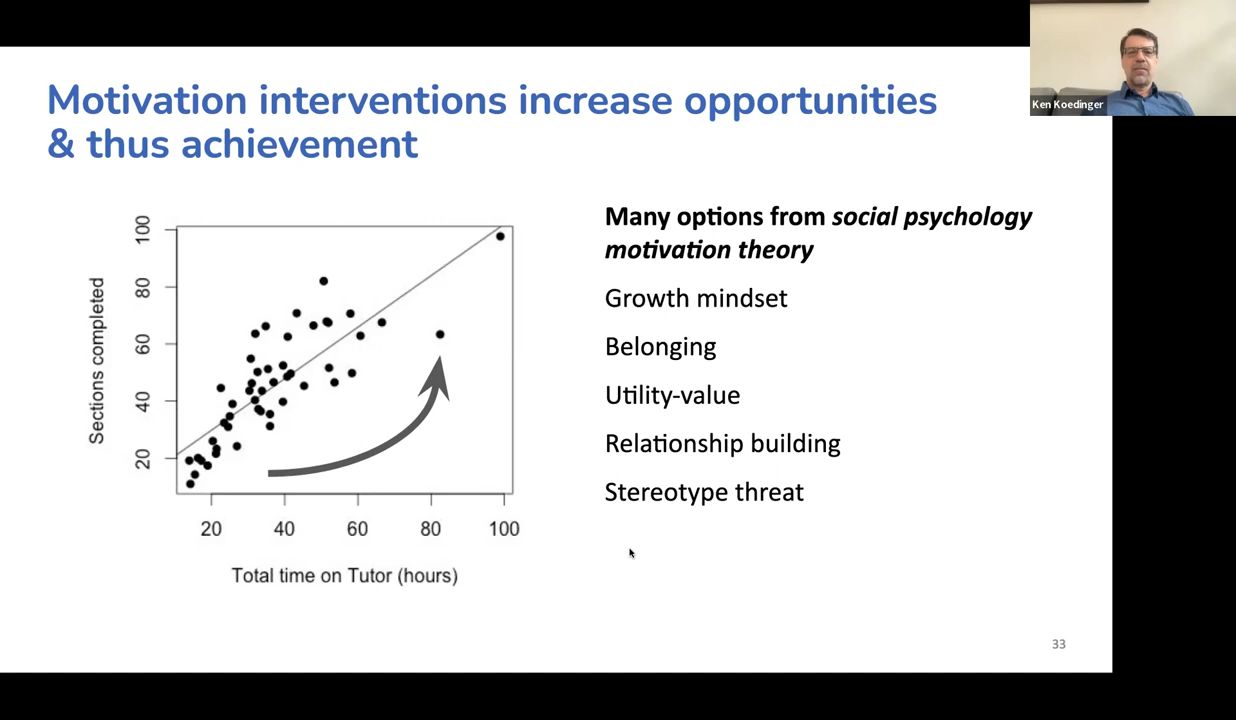 Ken Koedinger
Motivation interventions increase opportunities
& thus achievement
Many options from social psychology
motivation theory
Growth mindset
Belonging
Utility-value
Relationship building
Stereotype threat
Sections completed
100
80
60
40
20
20 40 60 80 100
Total time on Tutor (hours)
33